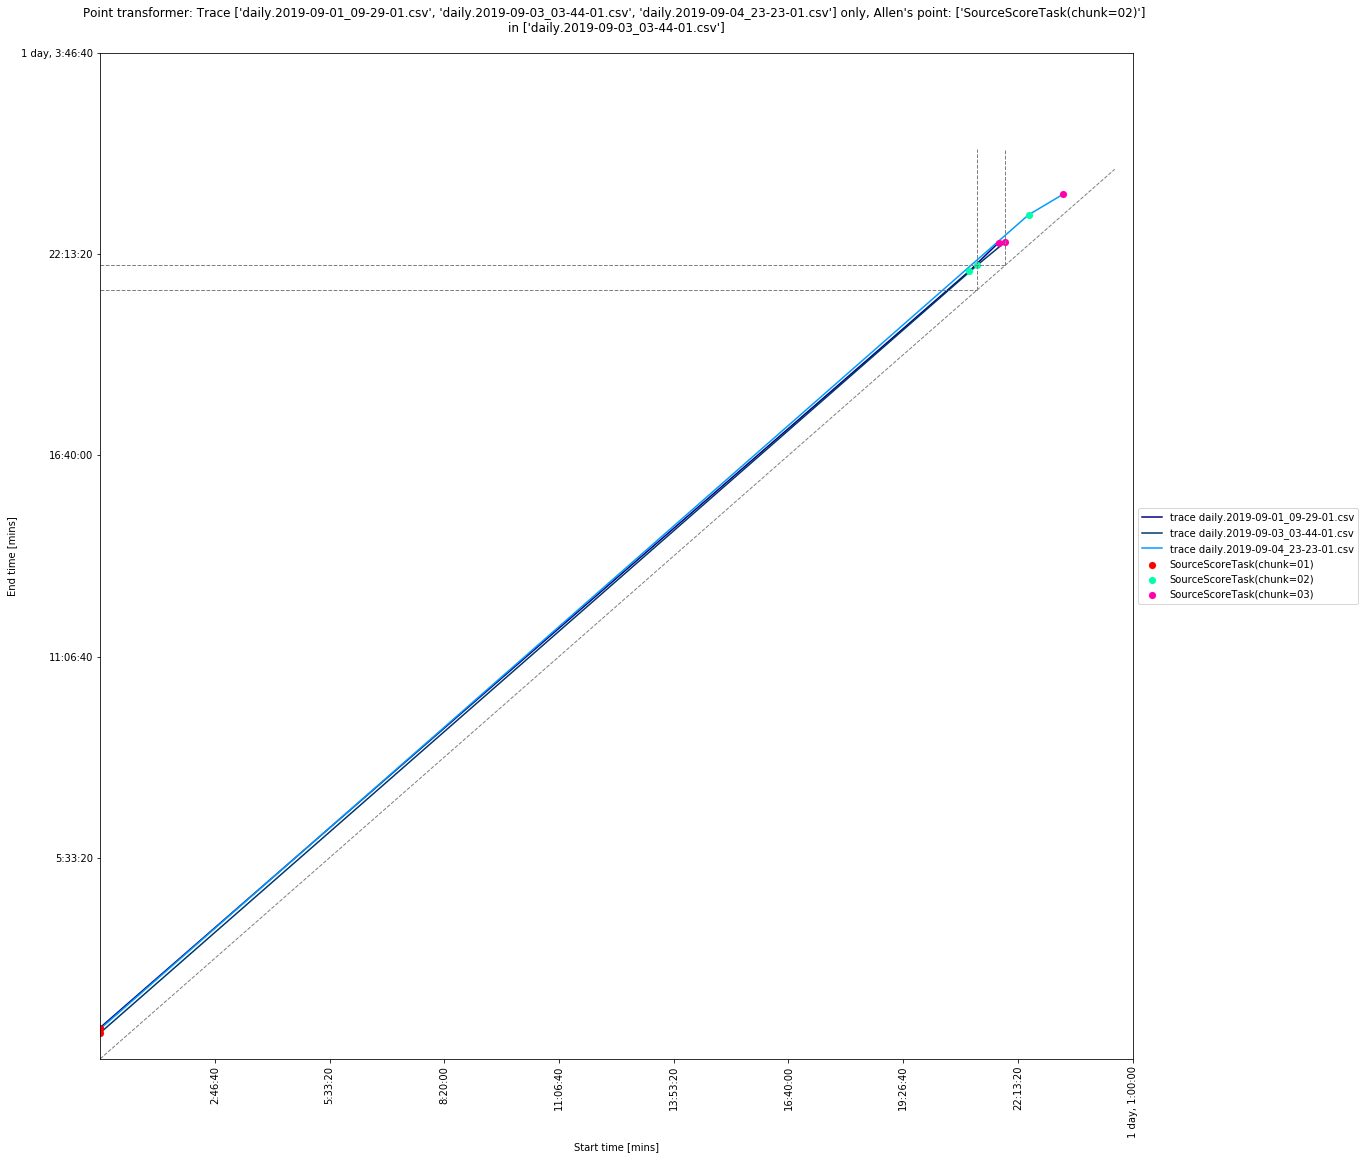 Point transformer: Trace ['daily.2019-09-01_09-29-01.csv', 'daily.2019-09-03_03-44-01.csv', 'daily.2019-09-04_23-23-01.csv'] only, Allen's point: ['SourceScoreTask(chunk=02)']
in ['daily.2019-09-03_03-44-01.csv']
1 day, 3:46:40
22:13:20
16:40:00
11:06:40
5:33:20
End time [mins]
trace daily.2019-09-01_09-29-01.csv
trace daily.2019-09-03_03-44-01.csv
trace daily.2019-09-04_23-23-01.csv
SourceScoreTask(chunk=01)
SourceScoreTask(chunk=02)
SourceScoreTask(chunk=03)
2:46:40
5:33:20
8:20:00
11:06:40
13:53:20
16:40:00
19:26:40
22:13:20
1 day, 1:00:00
Start time [mins]